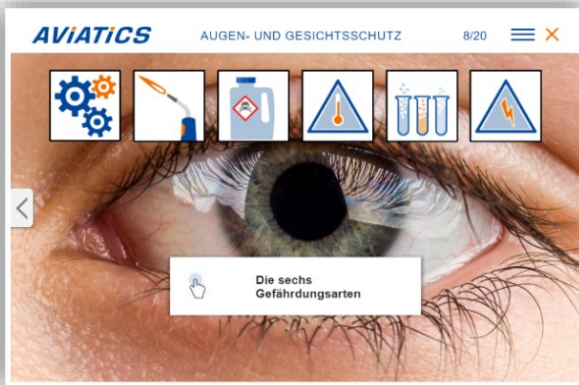 AViATiCS AUGEN- UND GESICHTSSCHUTZ 8/20
Die sechs
Gefährdungsarten